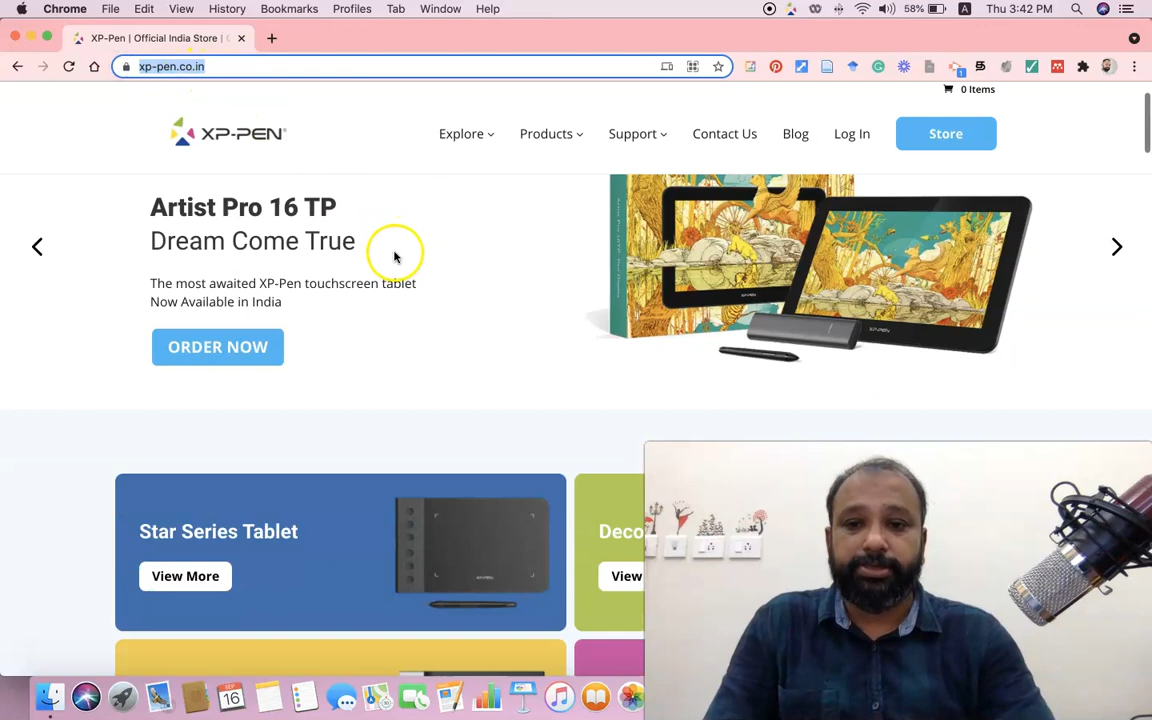 Chrome File Edit View History Bookmarks Profiles Tab Window Help 58% A Thu 3:42 PM
XP-Pen | Official India Store |
xp-pen.co.in
1
0 Items
XP-PEN Explore Products Support Contact Us Blog Log In Store
Artist Pro 16 TP
Dream Come True
The most awaited XP-Pen touchscreen tablet
Now Available in India
ORDER NOW
Star Series Tablet
View More
Deco
View
SEP
16